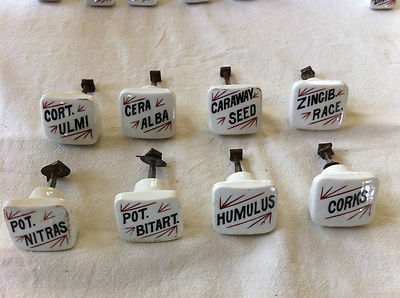 CORT.
ULMI
CERA
ALBA
CARAWAY
SEED
ZINCIB.
RACE.
POT.
NITRAS.
POT.
BITART.
HUMULUS
CORKS